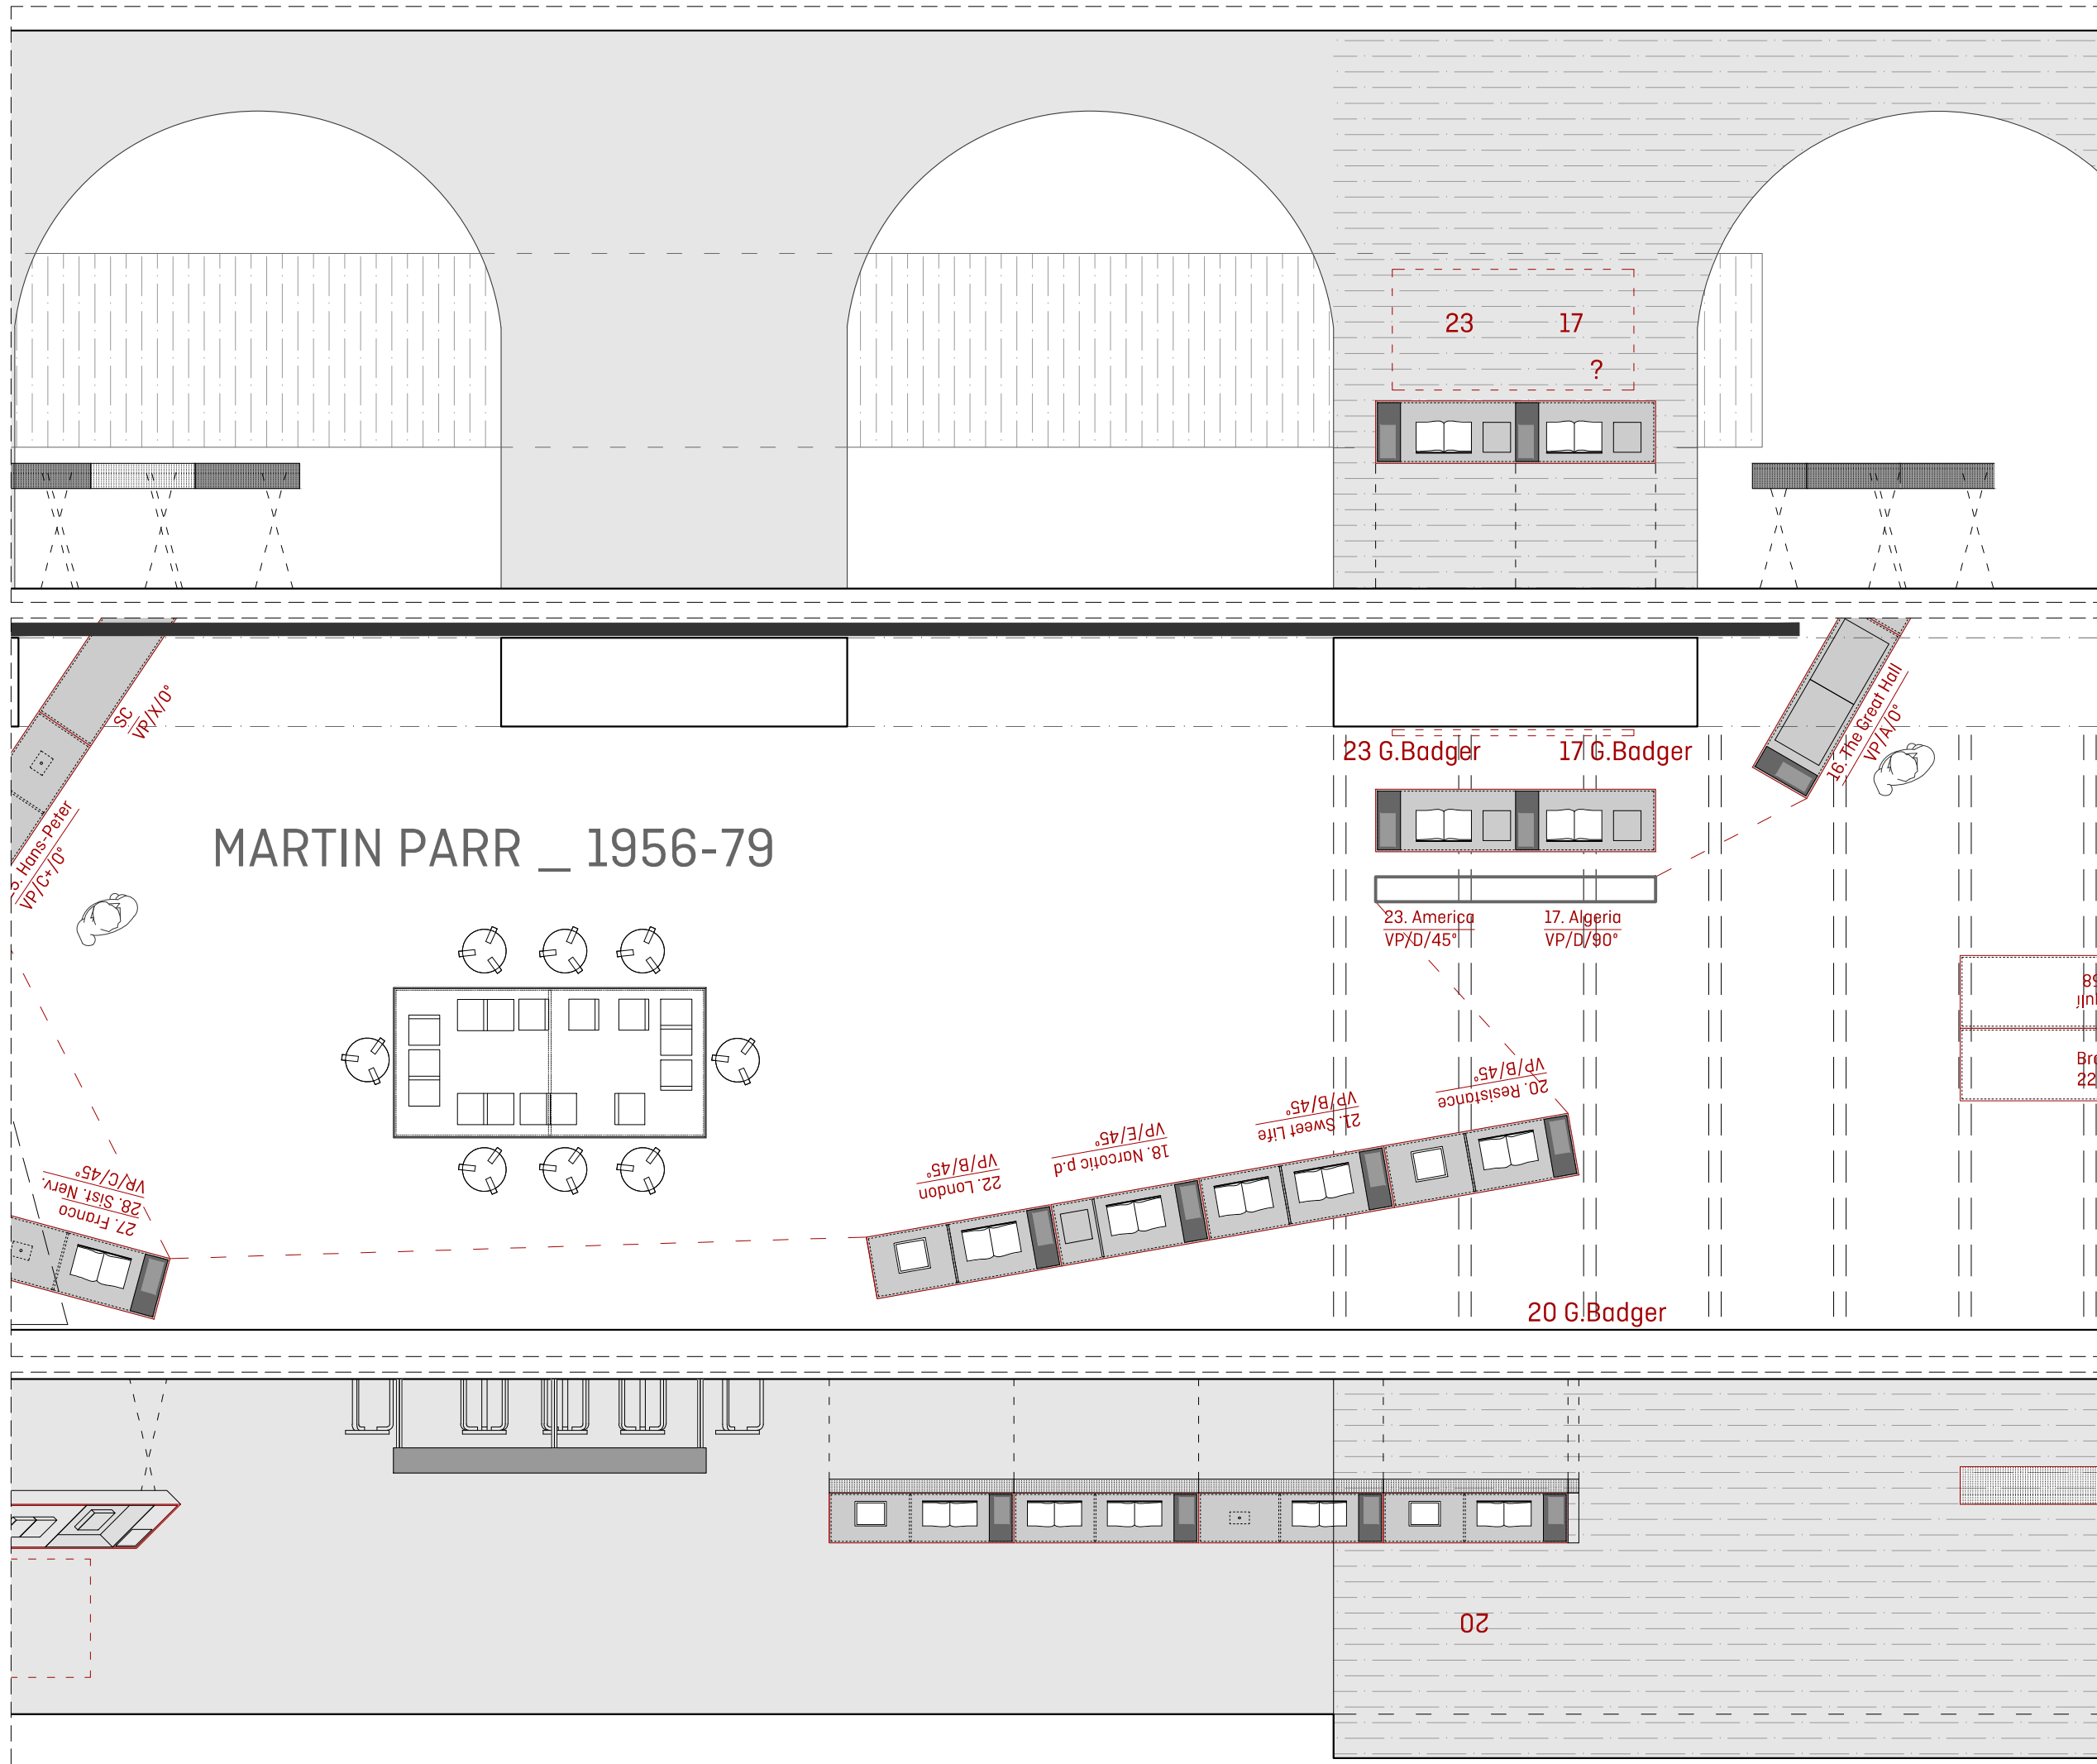 23 17
?
SC
VP/X/0°
16. The Great Hall
VP/A/0°
23 G.Badger 17 G.Badger
Hans-Peter
VP/C+/0°
MARTIN PARR _ 1956-79
23. America
VP/D/45°
17. Algeria
VP/D/90°
22
20. Resistance
VP/B/45°
21. Sweet Life
VP/B/45°
18. Narcotic p.d
VP/E/45°
22. London
VP/B/45°
27. Franco
28. Sist. Nerv.
VR/C/45°
20 G.Badger
20